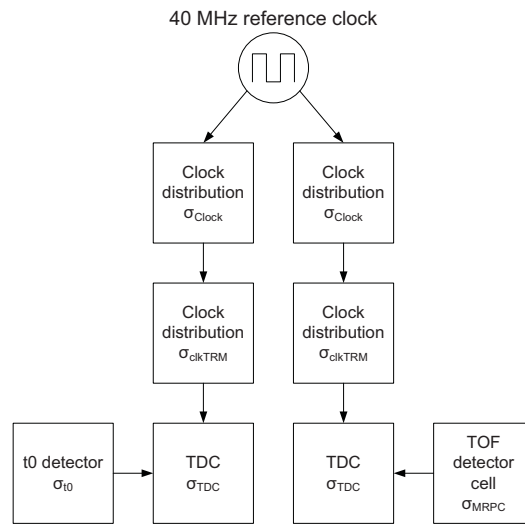 40 MHz reference clock
Clock
distribution
σClock
Clock
distribution
σClock
Clock
distribution
σclkTRM
Clock
distribution
σclkTRM
t0 detector
σt0
TDC
σTDC
TDC
σTDC
TOF
detector
cell
σMRPC